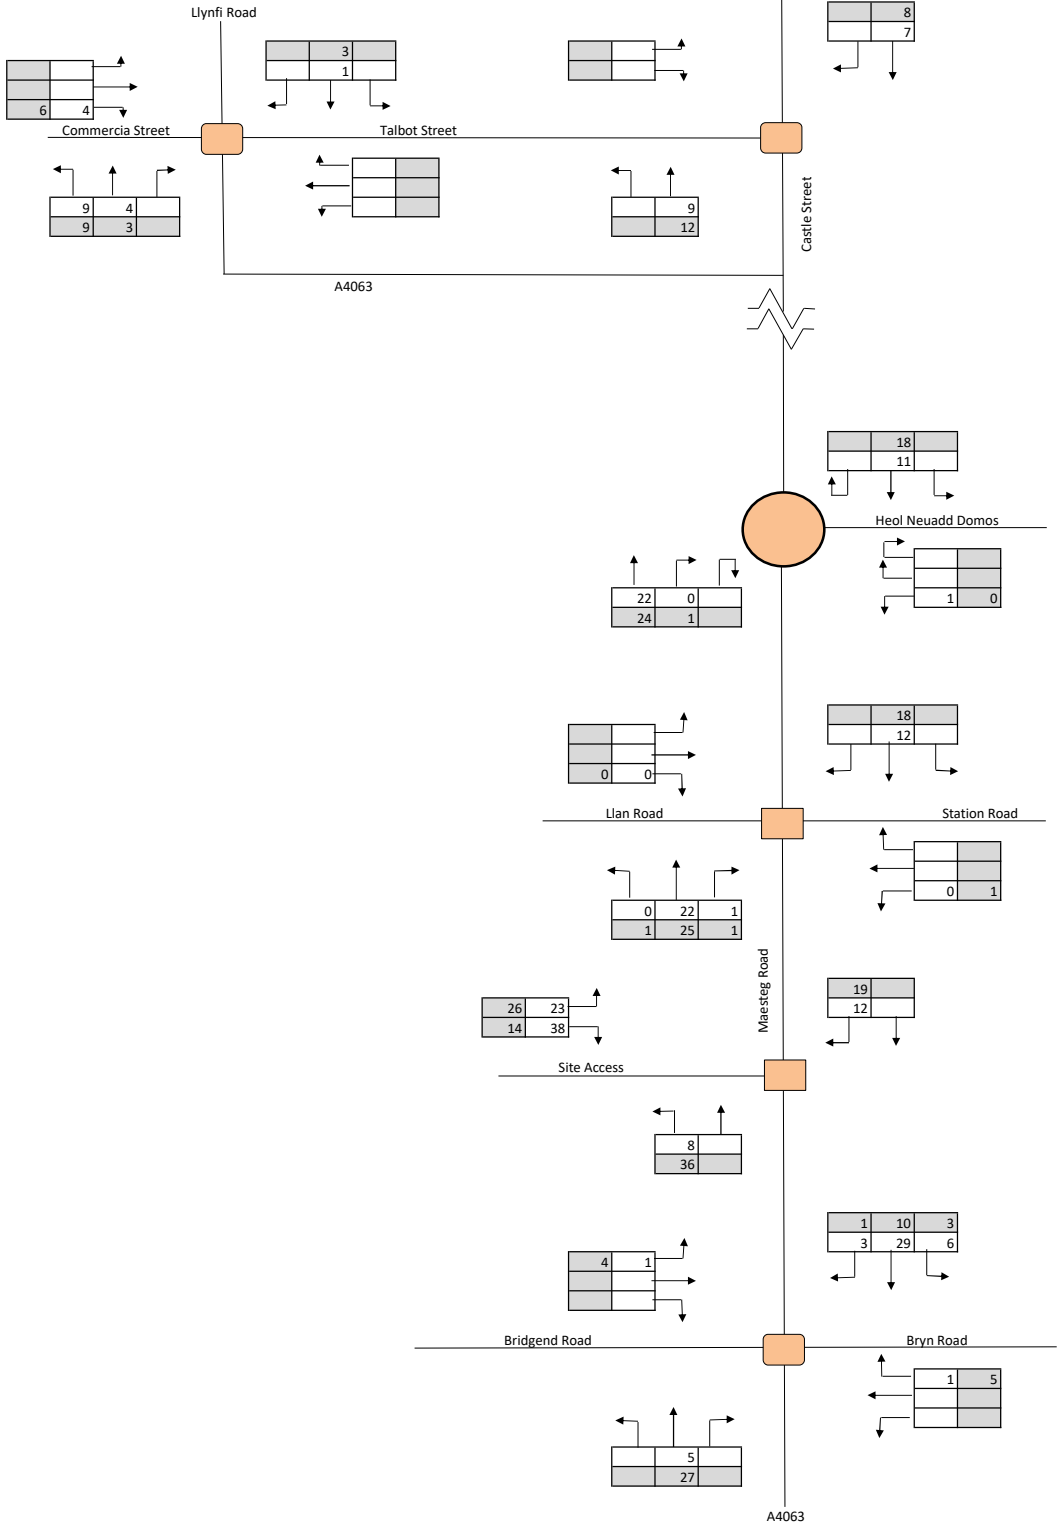 Llynfi Road
8
7
3
1
6 4
Commercia Street
Talbot Street
9 4
9 3
9
12
Castle Street
A4063
18
11
Heol Neuadd Domos
22 0
24 1
1 0
18
12
0 0
Llan Road
Station Road
0 1
0 22 1
1 25 1
Maesteg Road
19
12
26 23
14 38
Site Access
8
36
1 10 3
3 29 6
4 1
Bridgend Road
Bryn Road
1 5
5
27
A4063